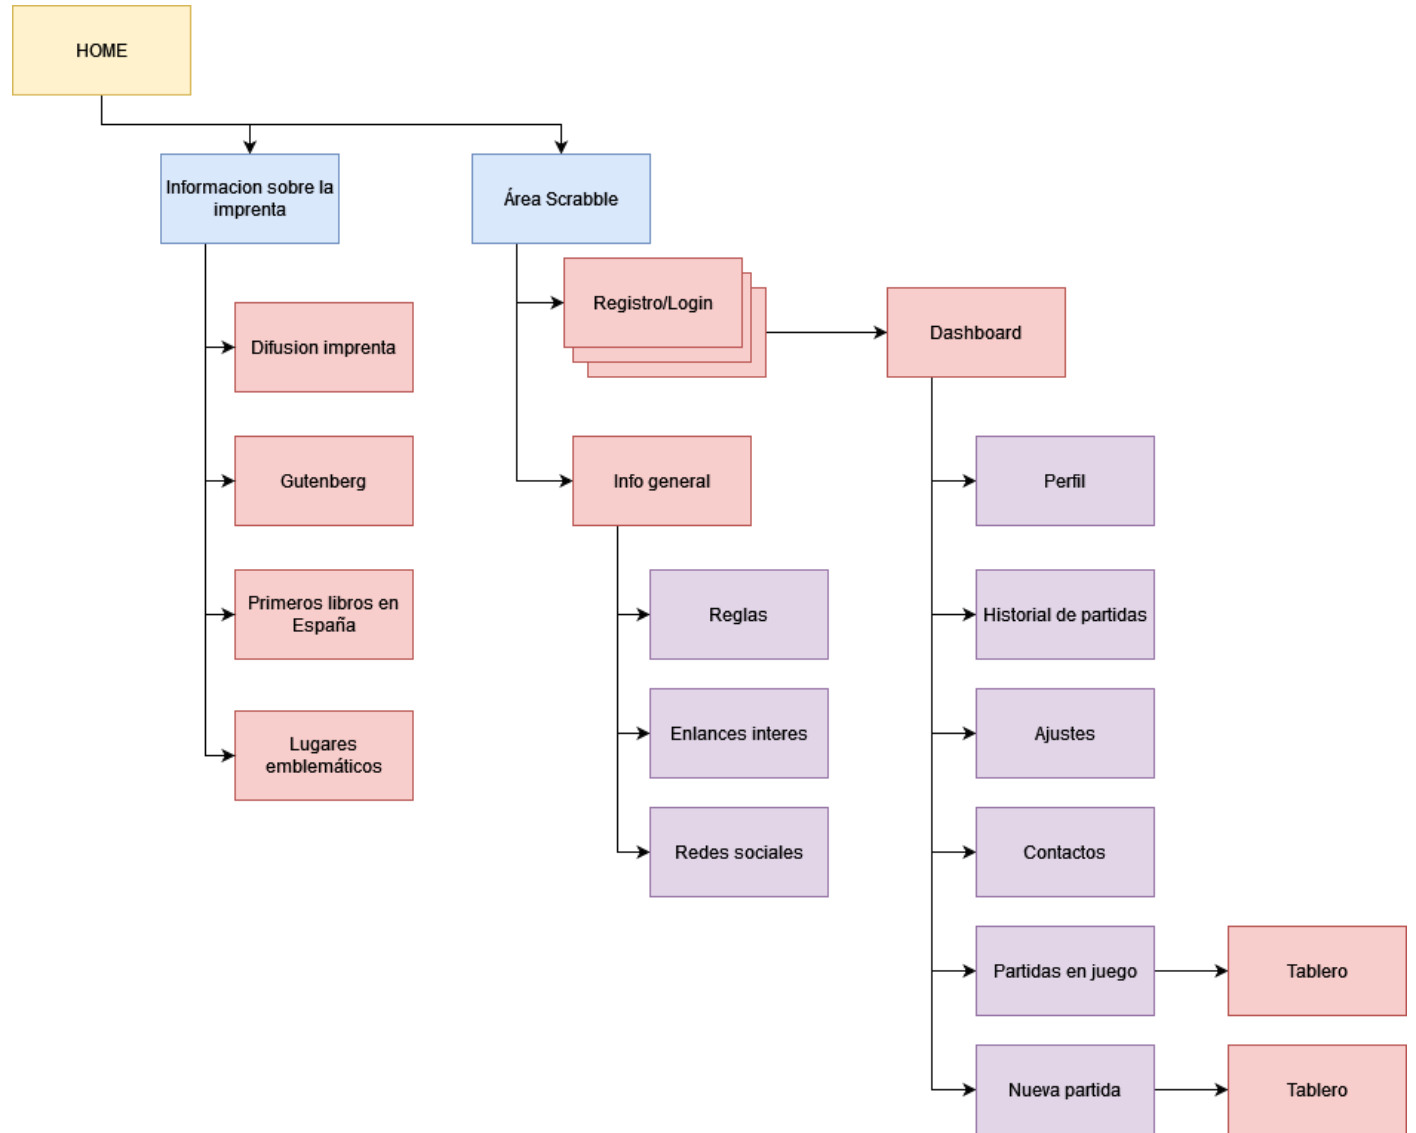 HOME
Informacion sobre la
imprenta
Área Scrabble
Registro/Login
Dashboard
Difusion imprenta
Gutenberg
Info general
Perfil
Primeros libros en
España
Reglas
Historial de partidas
Lugares
emblemáticos
Enlances interes
Ajustes
Redes sociales
Contactos
Partidas en juego
Tablero
Nueva partida
Tablero